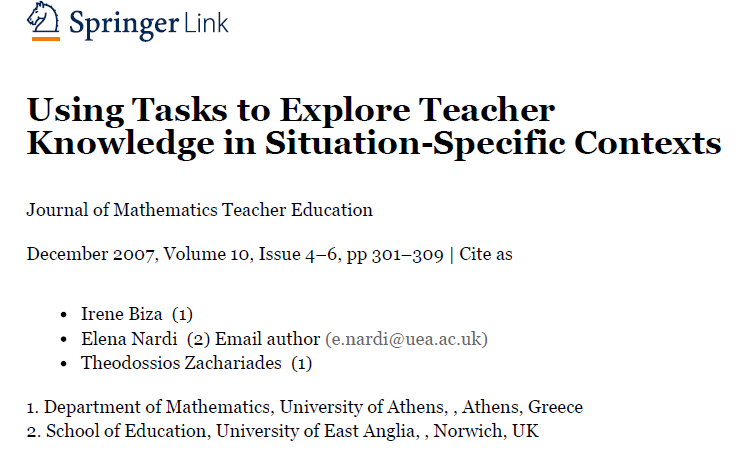 Springer Link
Using Tasks to Explore Teacher
Knowledge in Situation-Specific Contexts
Journal of Mathematics Teacher Education
December 2007, Volume 10, Issue 4–6, pp 301–309 | Cite as
• Irene Biza (1)
• Elena Nardi (2) Email author (e.nardi@uea.ac.uk)
• Theodossios Zachariades (1)
1. Department of Mathematics, University of Athens, , Athens, Greece
2. School of Education, University of East Anglia, , Norwich, UK